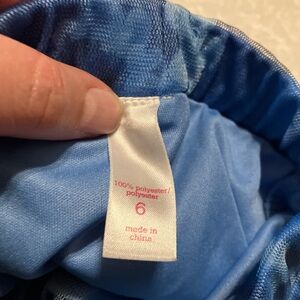 100% polyester/
polyester
6
made in
china